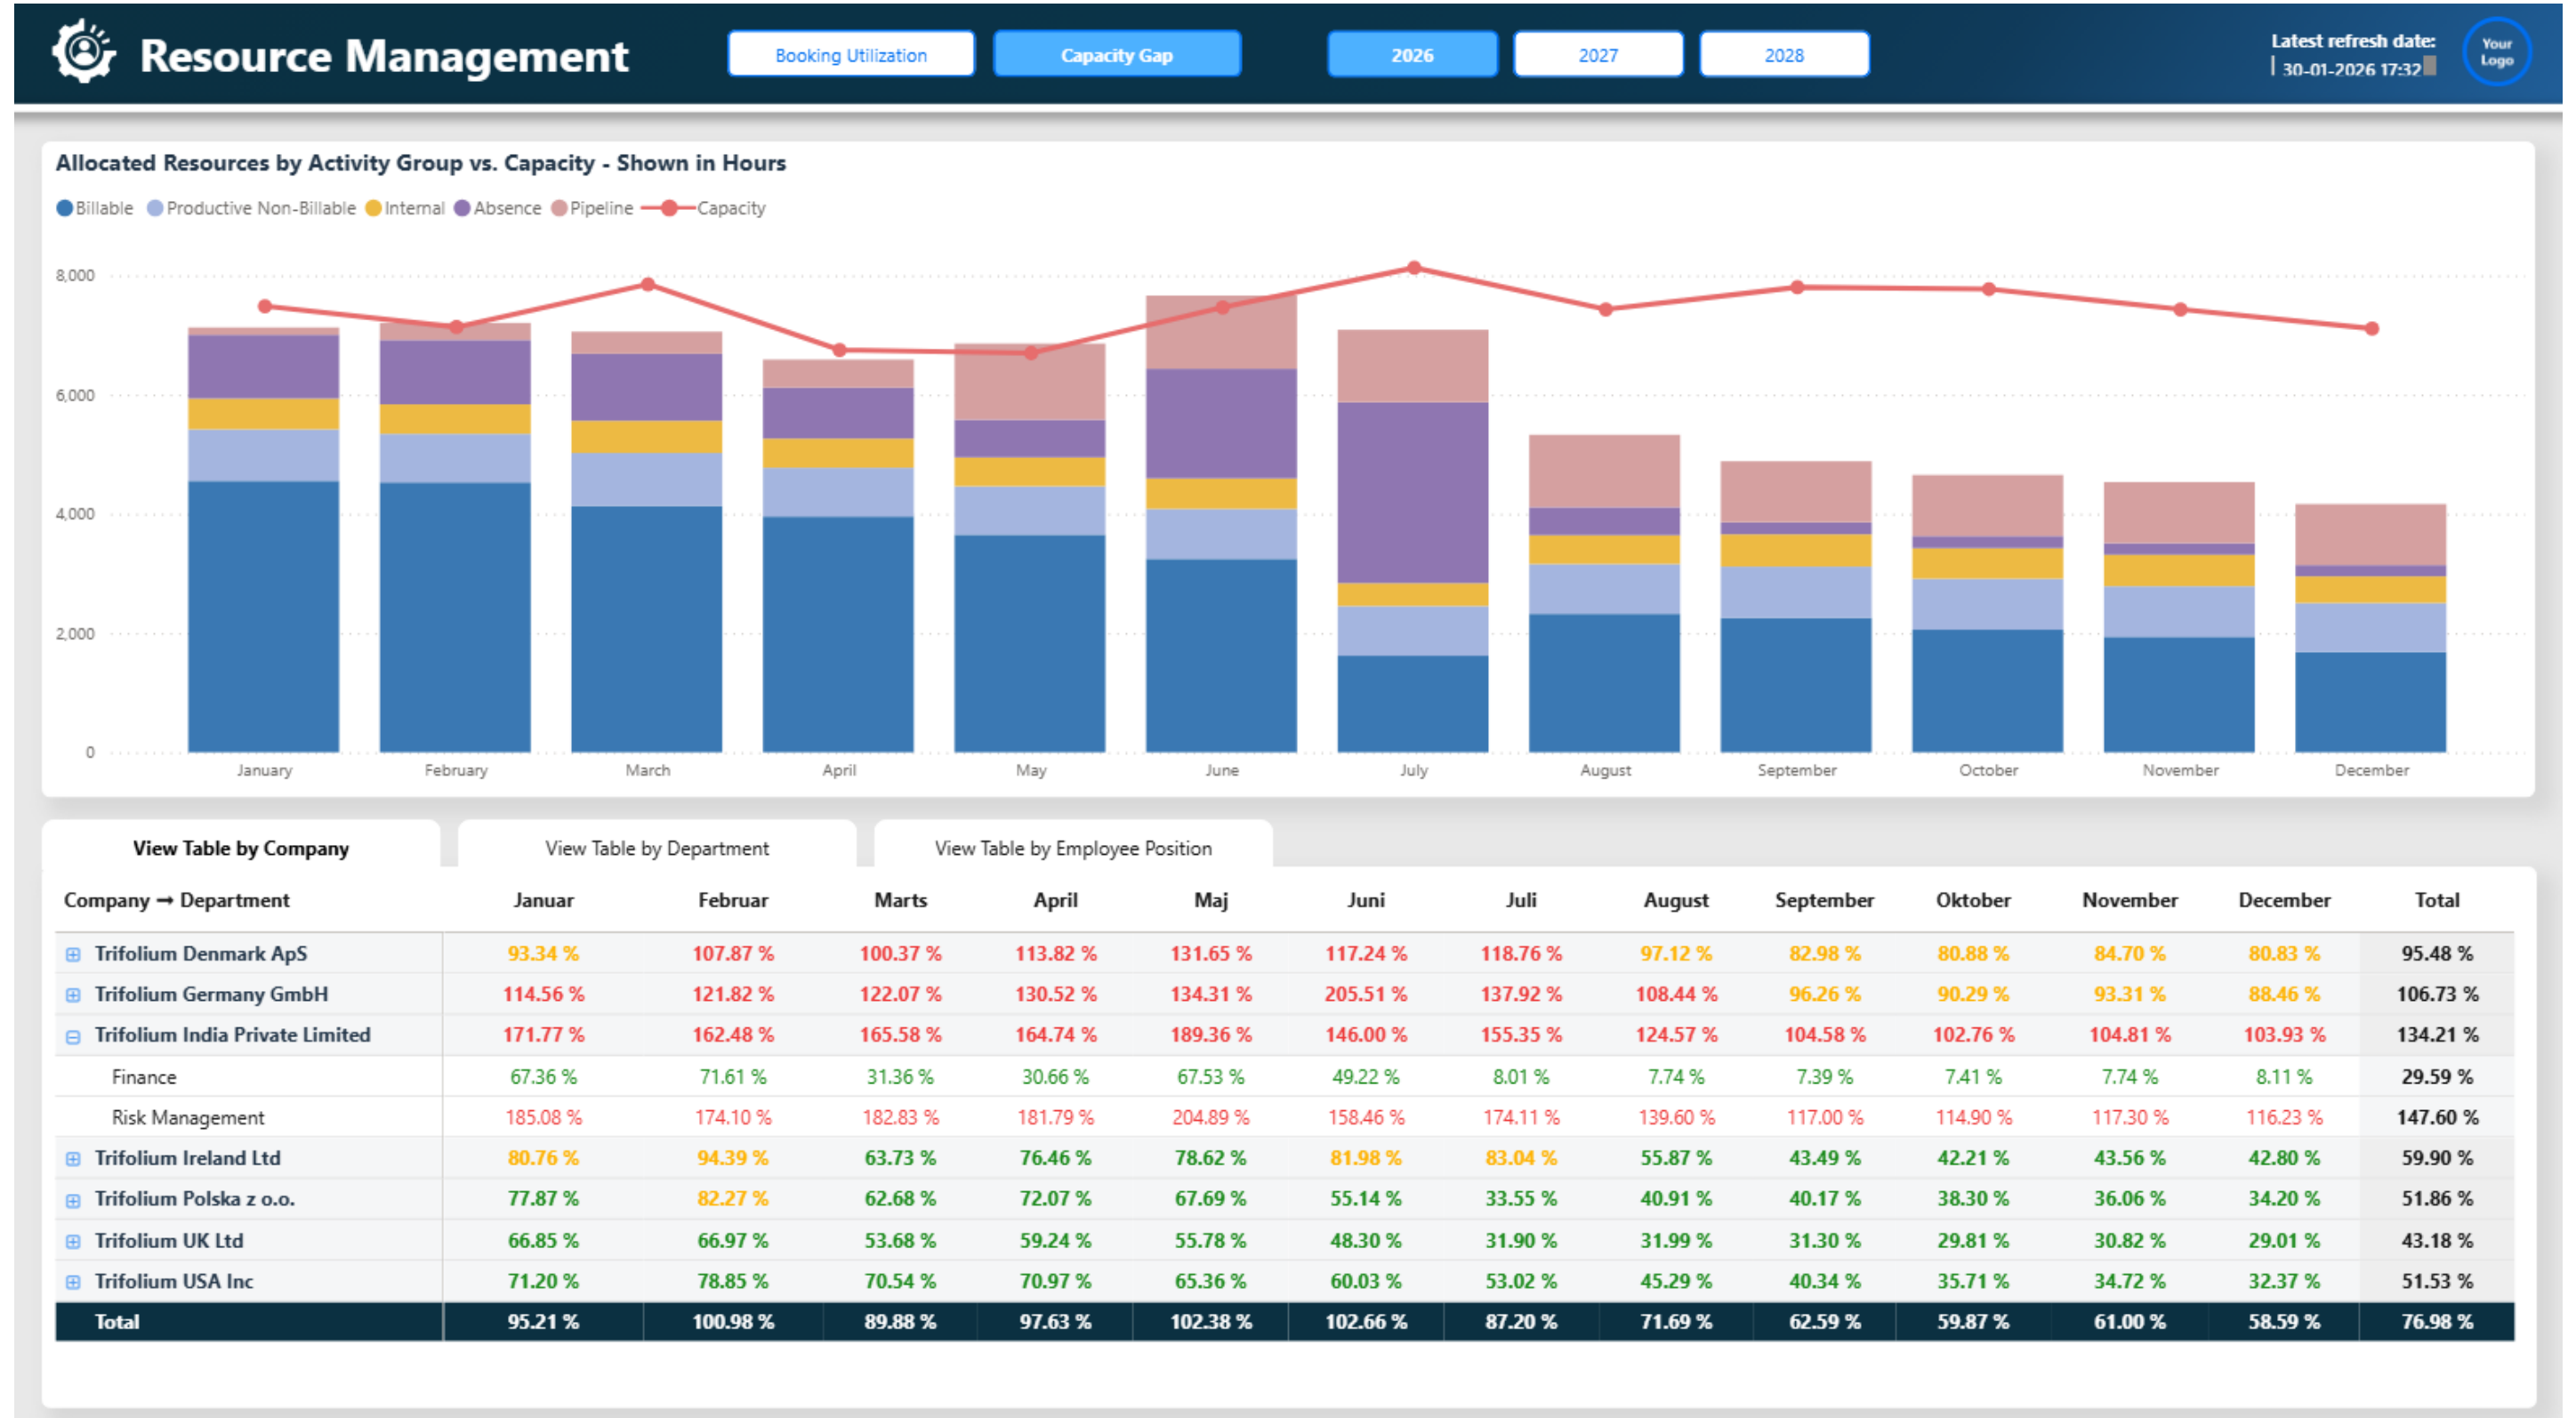 Resource Management
Booking Utilization Capacity Gap 2026 2027 2028
Latest refresh date:
30-01-2026 17:32
Your
Logo
Allocated Resources by Activity Group vs. Capacity - Shown in Hours
Billable Productive Non-Billable Internal Absence Pipeline Capacity
8,000
6,000
4,000
2,000
0
January February March April May June July August September October November December
View Table by Company View Table by Department View Table by Employee Position
Company → Department Januar Februar Marts April Maj Juni Juli August September Oktober November December Total
Trifolium Denmark ApS 93.34 % 107.87 % 100.37 % 113.82 % 131.65 % 117.24 % 118.76 % 97.12 % 82.98 % 80.88 % 84.70 % 80.83 % 95.48 %
Trifolium Germany GmbH 114.56 % 121.82 % 122.07 % 130.52 % 134.31 % 205.51 % 137.92 % 108.44 % 96.26 % 90.29 % 93.31 % 88.46 % 106.73 %
Trifolium India Private Limited 171.77 % 162.48 % 165.58 % 164.74 % 189.36 % 146.00 % 155.35 % 124.57 % 104.58 % 102.76 % 104.81 % 103.93 % 134.21 %
Finance 67.36 % 71.61 % 31.36 % 30.66 % 67.53 % 49.22 % 8.01 % 7.74 % 7.39 % 7.41 % 7.74 % 8.11 % 29.59 %
Risk Management 185.08 % 174.10 % 182.83 % 181.79 % 204.89 % 158.46 % 174.11 % 139.60 % 117.00 % 114.90 % 117.30 % 116.23 % 147.60 %
Trifolium Ireland Ltd 80.76 % 94.39 % 63.73 % 76.46 % 78.62 % 81.98 % 83.04 % 55.87 % 43.49 % 42.21 % 43.56 % 42.80 % 59.90 %
Trifolium Polska z o.o. 77.87 % 82.27 % 62.68 % 72.07 % 67.69 % 55.14 % 33.55 % 40.91 % 40.17 % 38.30 % 36.06 % 34.20 % 51.86 %
Trifolium UK Ltd 66.85 % 66.97 % 53.68 % 59.24 % 55.78 % 48.30 % 31.90 % 31.99 % 31.30 % 29.81 % 30.82 % 29.01 % 43.18 %
Trifolium USA Inc 71.20 % 78.85 % 70.54 % 70.97 % 65.36 % 60.03 % 53.02 % 45.29 % 40.34 % 35.71 % 34.72 % 32.37 % 51.53 %
Total 95.21 % 100.98 % 89.88 % 97.63 % 102.38 % 102.66 % 87.20 % 71.69 % 62.59 % 59.87 % 61.00 % 58.59 % 76.98 %